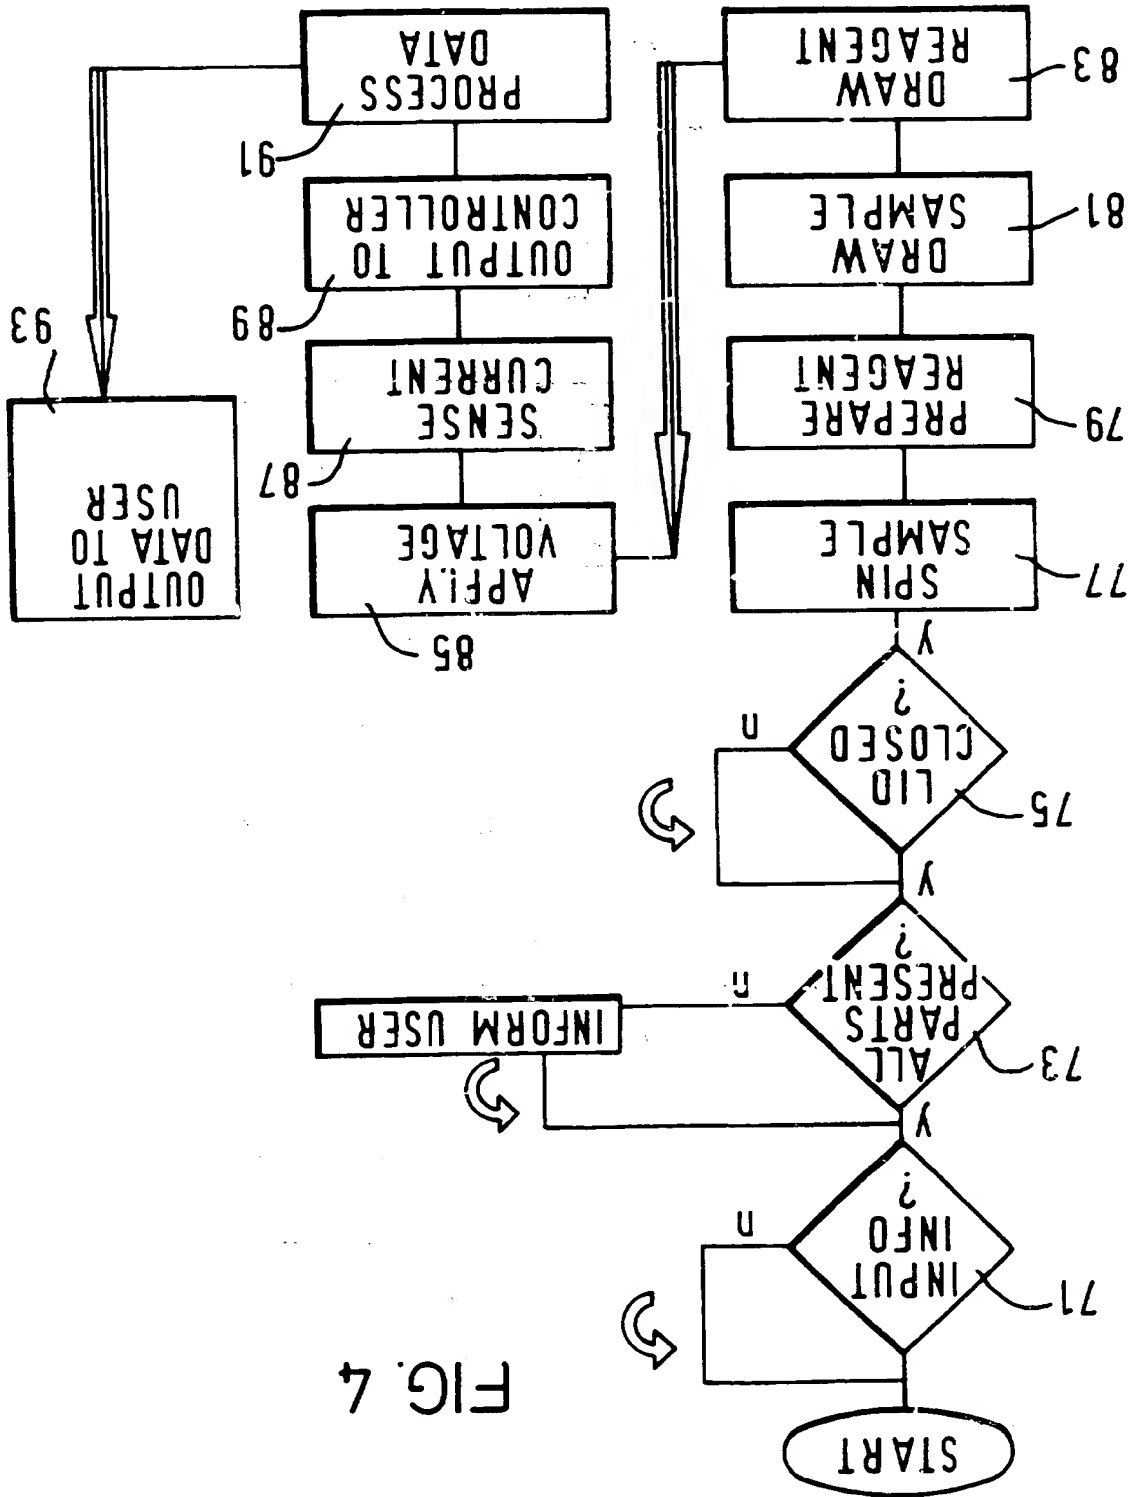 START
FIG. 4
71
INPUT
INFO
?
n
y
73
ALL
PARTS
PRESENT
?
n
INFORM USER
y
75
LID
CLOSED
?
n
y
77
SPIN
SAMPLE
79
PREPARE
REAGENT
81
DRAW
SAMPLE
83
DRAW
REAGENT
85
APPLY
VOLTAGE
87
SENSE
CURRENT
89
OUTPUT TO
CONTROLLER
91
PROCESS
DATA
OUTPUT
DATA TO
USER
93